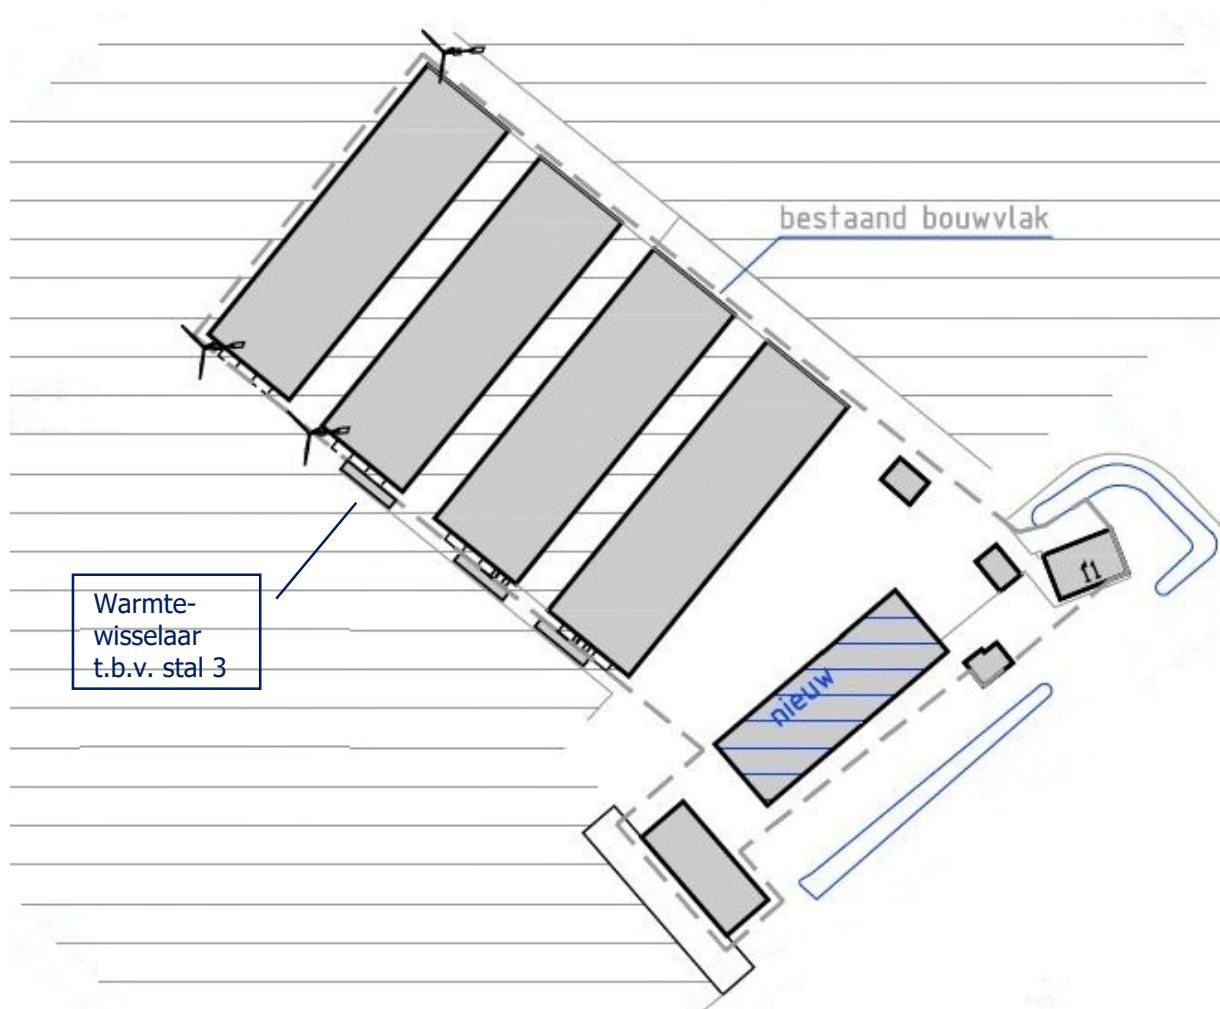 bestaand bouwvlak
Warmte-
wisselaar
t.b.v. stal 3
nieuw